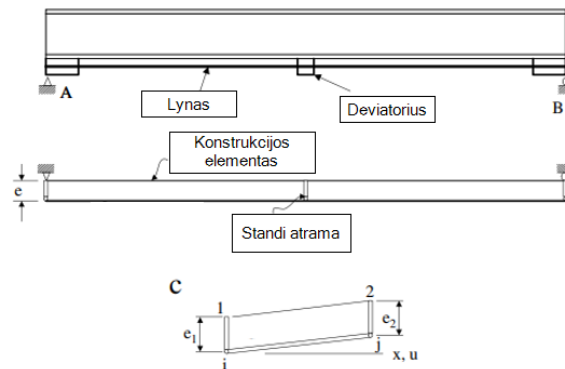 A
B
Lynas
Deviatorius
Konstrukcijos
elementas
e
Standi atrama
c
1
2
e₁
e₂
i
j
x, u